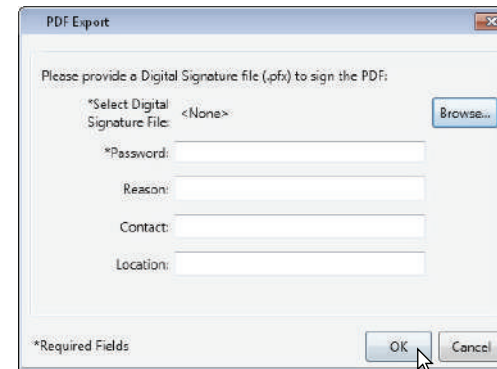 PDF Export
Please provide a Digital Signature file (.pfx) to sign the PDF:
*Select Digital
Signature File:
<None>
Browse...
*Password:
Reason:
Contact:
Location:
*Required Fields
OK
Cancel